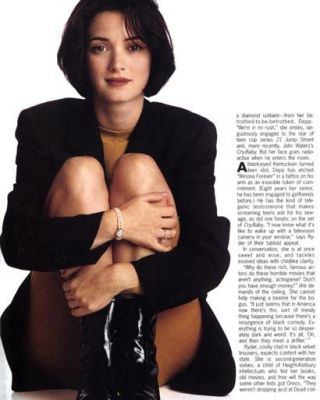 a diamond solitaire—from her be-
trothed-to-be-betrothed, Depp.
"We're in no rush," she smiles, lan-
guorously engaged to the star of
teen cop series 21 Jump Street
and, more recently, John Waters's
Cry-Baby. But her face goes radio-
active when he enters the room.
A black-eyed Kentuckian turned
teen idol, Depp has etched
"Winona Forever" in a tattoo on his
arm as an irascible token of com-
mitment. (Eight years her senior,
he has been engaged to girlfriends
before.) He has the kind of tele-
genic testosterone that makes
screaming teens ask for his sew-
age, as did one fanatic on the set
of Cry-Baby. "I now know what it's
like to wake up with a television
camera in your window," says Ry-
der of their tabloid appeal.
In conversation, she is at once
sweet and wise, and tackles
evolved ideas with childlike clarity.
"Why do these rich, famous ac-
tors do these horrible movies that
aren't anything, actingwise? Don't
you have enough money?" she de-
mands of the ceiling. She cannot
help making a beeline for the bo-
gus. "It just seems that in America
now there's this sort of trendy
thing happening because there's a
resurgence of black comedy. Ev-
erything is trying to be so desper-
ately dark and weird. It's all, 'Oh,
and then they meet a drifter.' "
Ryder, coolly clad in black velvet
trousers, expects content with her
style. She is second-generation
sixties, a child of Haight-Ashbury
intellectuals who fed her books,
old movies, and free will the way
some other kids got Oreos. "They
weren't dropping acid at Dead con